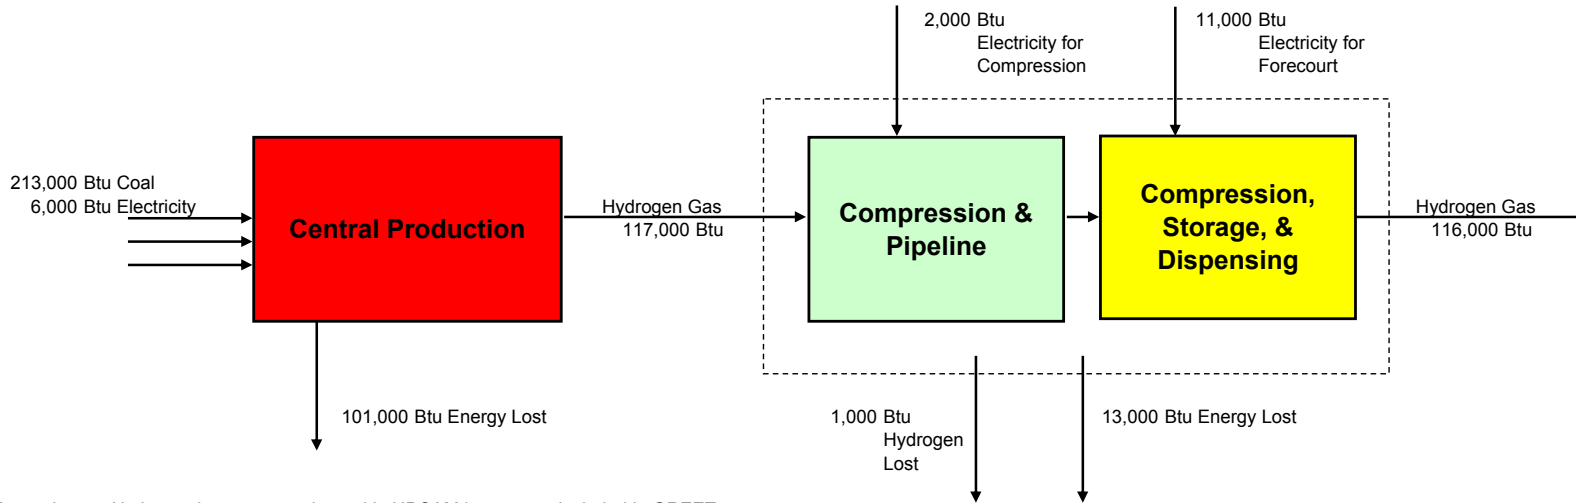 2,000 Btu
Electricity for
Compression
11,000 Btu
Electricity for
Forecourt
213,000 Btu Coal
6,000 Btu Electricity
Central Production
Hydrogen Gas
117,000 Btu
Compression &
Pipeline
Compression,
Storage, &
Dispensing
Hydrogen Gas
116,000 Btu
101,000 Btu Energy Lost
1,000 Btu
Hydrogen
Lost
13,000 Btu Energy Lost